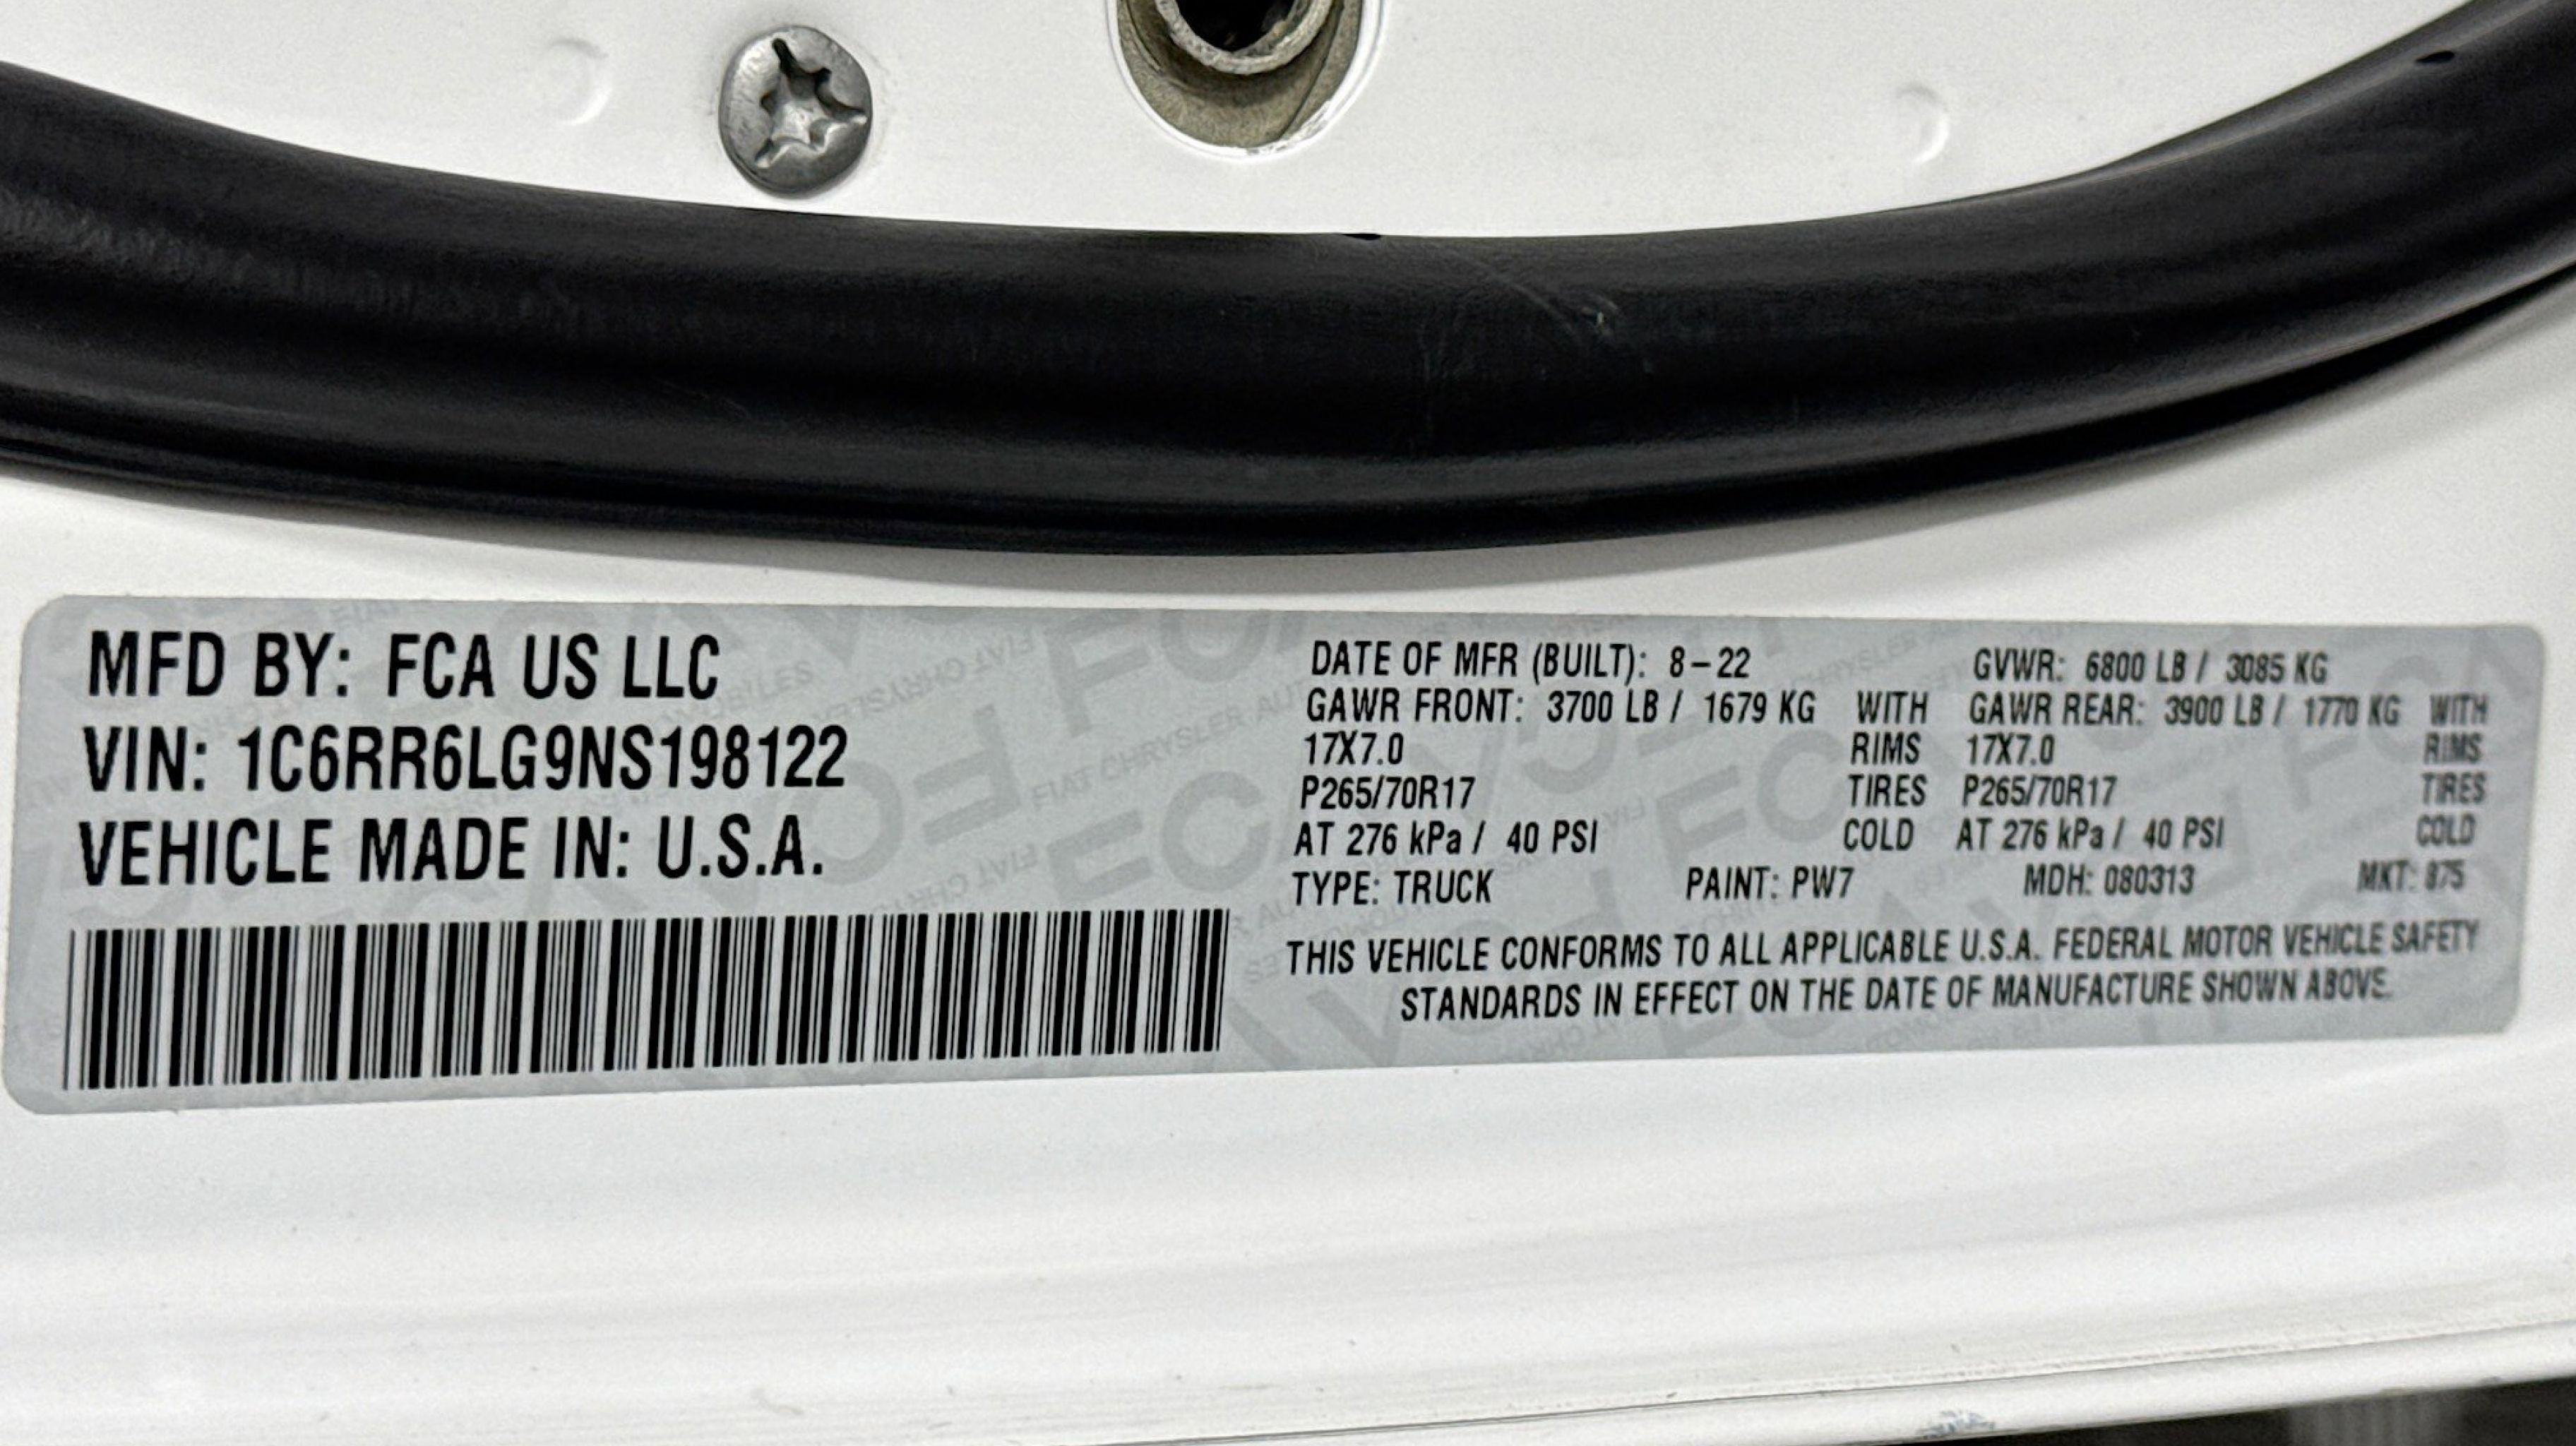 MFD BY: FCA US LLC
VIN: 1C6RR6LG9NS198122
VEHICLE MADE IN: U.S.A.
DATE OF MFR (BUILT): 8-22 GVWR: 6800 LB / 3085 KG
GAWR FRONT: 3700 LB / 1679 KG WITH GAWR REAR: 3900 LB / 1770 KG WITH
17X7.0 RIMS 17X7.0 RIMS
P265/70R17 TIRES P265/70R17 TIRES
AT 276 kPa / 40 PSI COLD AT 276 kPa / 40 PSI COLD
TYPE: TRUCK PAINT: PW7 MDH: 080313 MKT: 875
THIS VEHICLE CONFORMS TO ALL APPLICABLE U.S.A. FEDERAL MOTOR VEHICLE SAFETY
STANDARDS IN EFFECT ON THE DATE OF MANUFACTURE SHOWN ABOVE.